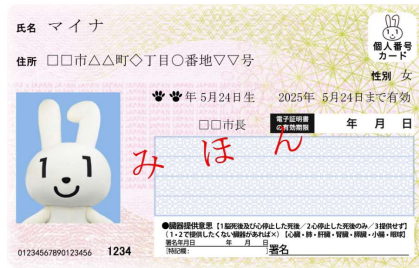 氏名 マイナ
個人番号
カード
住所 □□市△△町◇丁目〇番地▽▽号
性別 女
年 5月24日生 2025年 5月24日まで有効
□□市長 電子証明書の有効期限 年 月 日
みほん
1 1
●臓器提供意思【1脳死後及び心停止した死後/2心停止した死後のみ/3提供せず】
(1・2で提供したくない臓器があれば×)【心臓・肺・肝臓・腎臓・膵臓・小腸・眼球】
署名年月日 年 月 日
[特記欄: ]署名
01234567890123456 1234